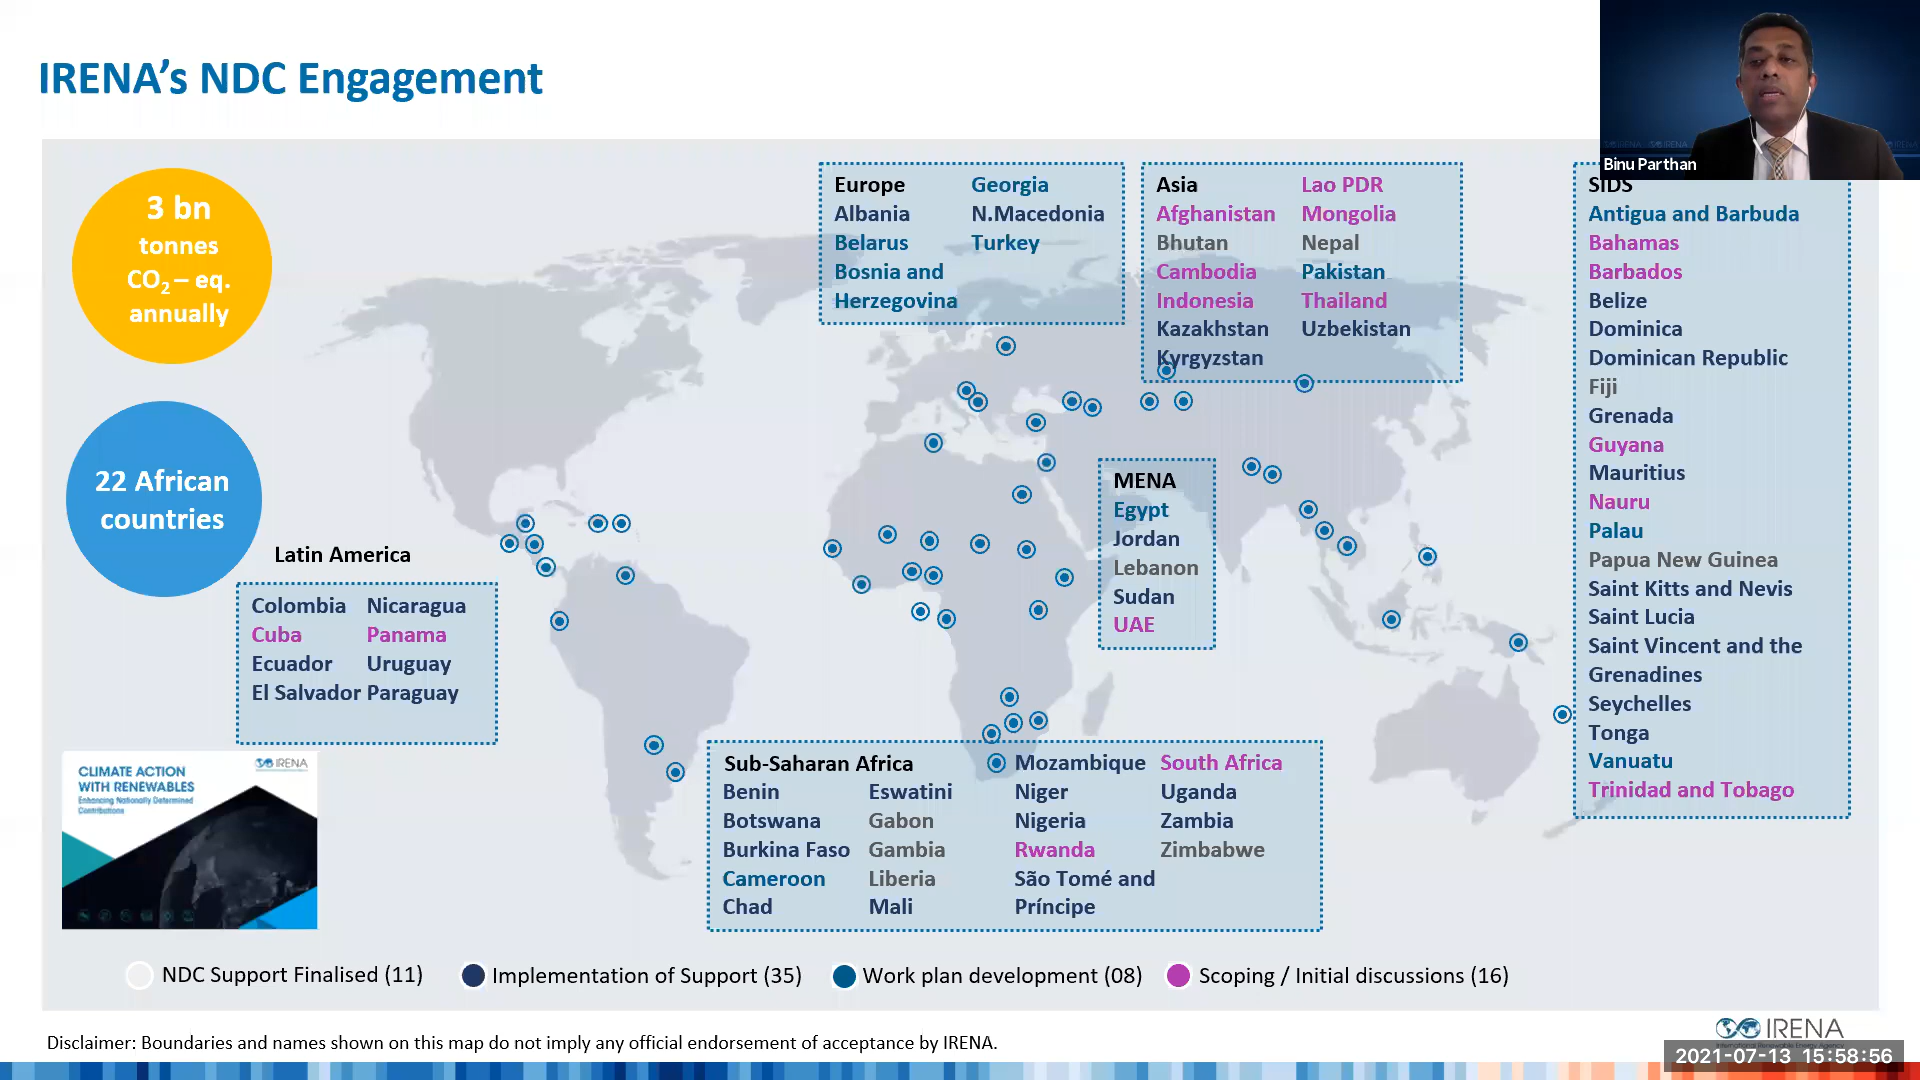 IRENA's NDC Engagement
Binu Parthan
3 bn
tonnes
CO₂ – eq.
annually
22 African
countries
Europe
Albania
Belarus
Bosnia and
Herzegovina
Georgia
N.Macedonia
Turkey
Asia
Afghanistan
Bhutan
Cambodia
Indonesia
Kazakhstan
Kyrgyzstan
Lao PDR
Mongolia
Nepal
Pakistan
Thailand
Uzbekistan
SIDS
Antigua and Barbuda
Bahamas
Barbados
Belize
Dominica
Dominican Republic
Fiji
Grenada
Guyana
Mauritius
Nauru
Palau
Papua New Guinea
Saint Kitts and Nevis
Saint Lucia
Saint Vincent and the
Grenadines
Seychelles
Tonga
Vanuatu
Trinidad and Tobago
MENA
Egypt
Jordan
Lebanon
Sudan
UAE
Latin America
Colombia
Cuba
Ecuador
El Salvador
Nicaragua
Panama
Uruguay
Paraguay
Sub-Saharan Africa
Benin
Botswana
Burkina Faso
Cameroon
Chad
Eswatini
Gabon
Gambia
Liberia
Mali
Mozambique
Niger
Nigeria
Rwanda
São Tomé and
Príncipe
South Africa
Uganda
Zambia
Zimbabwe
IRENA
CLIMATE ACTION
WITH RENEWABLES
Enhancing Nationally Determined
Contributions
NDC Support Finalised (11)
Implementation of Support (35)
Work plan development (08)
Scoping / Initial discussions (16)
Disclaimer: Boundaries and names shown on this map do not imply any official endorsement of acceptance by IRENA.
IRENA
International Renewable Energy Agency
2021-07-13 15:58:56